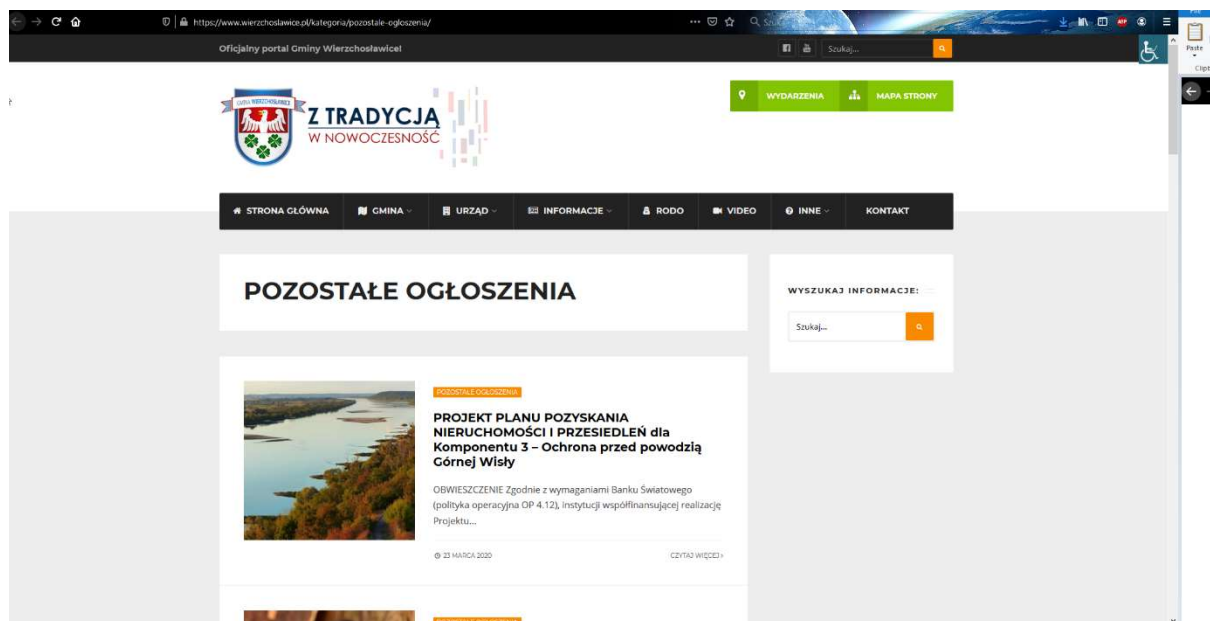 https://www.wierzchoslawice.pl/kategoria/pozostale-ogloszenia/
Paste
Oficjalny portal Gminy Wierzchosławice!
Szukaj...
WYDARZENIA
MAPA STRONY
GMINA WIERZCHOSŁAWICE
Z TRADYCJĄ
W NOWOCZESNOŚĆ
STRONA GŁÓWNA
GMINA
URZĄD
INFORMACJE
RODO
VIDEO
INNE
KONTAKT
POZOSTAŁE OGŁOSZENIA
WYSZUKAJ INFORMACJE:
Szukaj...
POZOSTAŁE OGŁOSZENIA
PROJEKT PLANU POZYSKANIA
NIERUCHOMOŚCI I PRZESIEDLEŃ dla
Komponentu 3 – Ochrona przed powodzią
Górnej Wisły
OBWIESZCZENIE Zgodnie z wymaganiami Banku Światowego
(polityka operacyjna OP 4.12), instytucji współfinansującej realizację
Projektu...
23 MARCA 2020
CZYTAJ WIĘCEJ ›